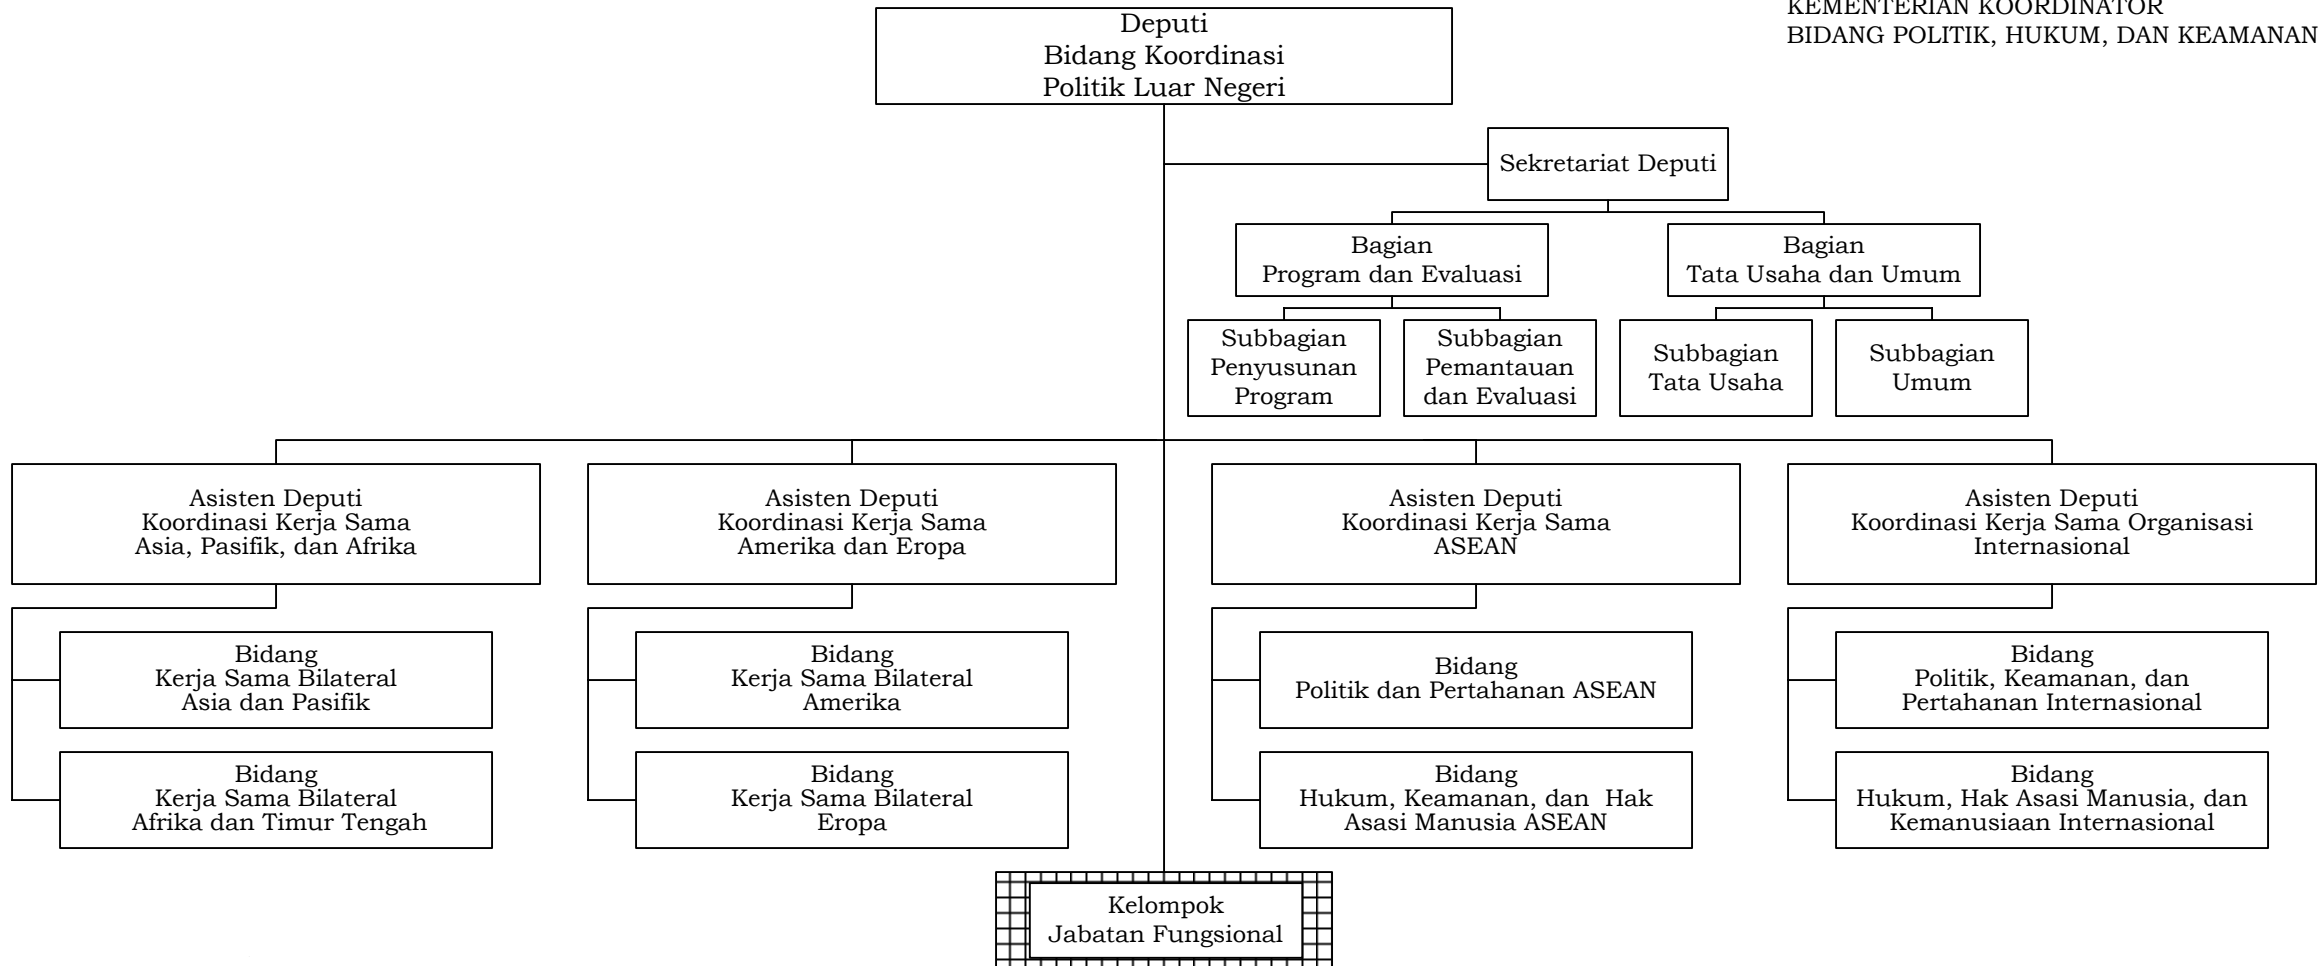 KEMENTERIAN KOORDINATOR
BIDANG POLITIK, HUKUM, DAN KEAMANAN
Deputi
Bidang Koordinasi
Politik Luar Negeri
Sekretariat Deputi
Bagian
Program dan Evaluasi
Bagian
Tata Usaha dan Umum
Subbagian
Penyusunan
Program
Subbagian
Pemantauan
dan Evaluasi
Subbagian
Tata Usaha
Subbagian
Umum
Asisten Deputi
Koordinasi Kerja Sama
Asia, Pasifik, dan Afrika
Asisten Deputi
Koordinasi Kerja Sama
Amerika dan Eropa
Asisten Deputi
Koordinasi Kerja Sama
ASEAN
Asisten Deputi
Koordinasi Kerja Sama Organisasi
Internasional
Bidang
Kerja Sama Bilateral
Asia dan Pasifik
Bidang
Kerja Sama Bilateral
Amerika
Bidang
Politik dan Pertahanan ASEAN
Bidang
Politik, Keamanan, dan
Pertahanan Internasional
Bidang
Kerja Sama Bilateral
Afrika dan Timur Tengah
Bidang
Kerja Sama Bilateral
Eropa
Bidang
Hukum, Keamanan, dan  Hak
Asasi Manusia ASEAN
Bidang
Hukum, Hak Asasi Manusia, dan
Kemanusiaan Internasional
Kelompok
Jabatan Fungsional